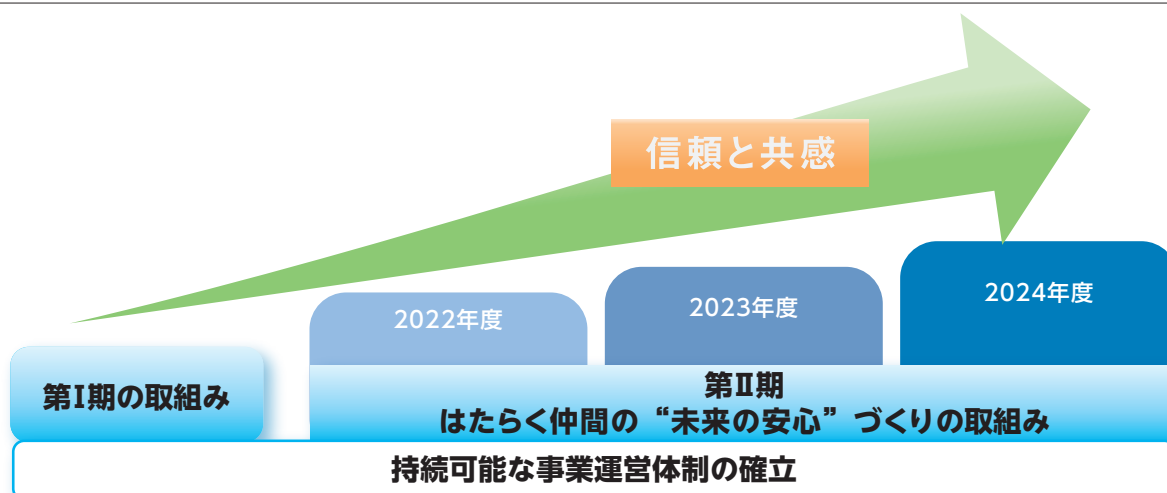 信頼と共感
2022年度
2023年度
2024年度
第Ⅰ期の取組み
第Ⅱ期
はたらく仲間の“未来の安心”づくりの取組み
持続可能な事業運営体制の確立